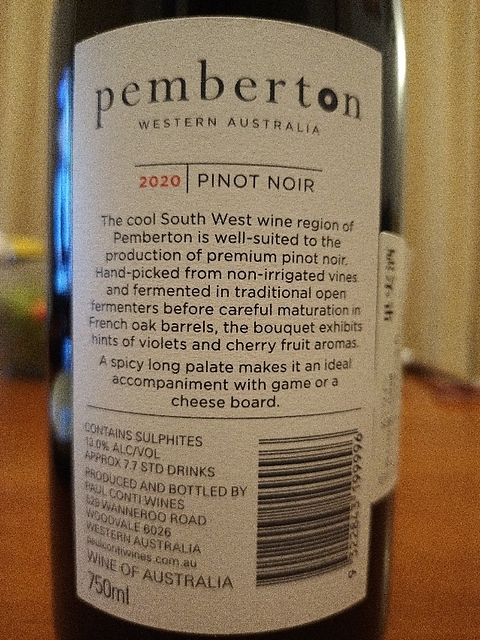 pemberton
WESTERN AUSTRALIA
2020 | PINOT NOIR
The cool South West wine region of
Pemberton is well-suited to the
production of premium pinot noir.
Hand-picked from non-irrigated vines
and fermented in traditional open
fermenters before careful maturation in
French oak barrels, the bouquet exhibits
hints of violets and cherry fruit aromas.
A spicy long palate makes it an ideal
accompaniment with game or a
cheese board.
CONTAINS SULPHITES
13.0% ALC/VOL
APPROX 7.7 STD DRINKS
PRODUCED AND BOTTLED BY
PAUL CONTI WINES
529 WANNEROO ROAD
WOODVALE 6026
WESTERN AUSTRALIA
paulcontiwines.com.au
WINE OF AUSTRALIA
750ml